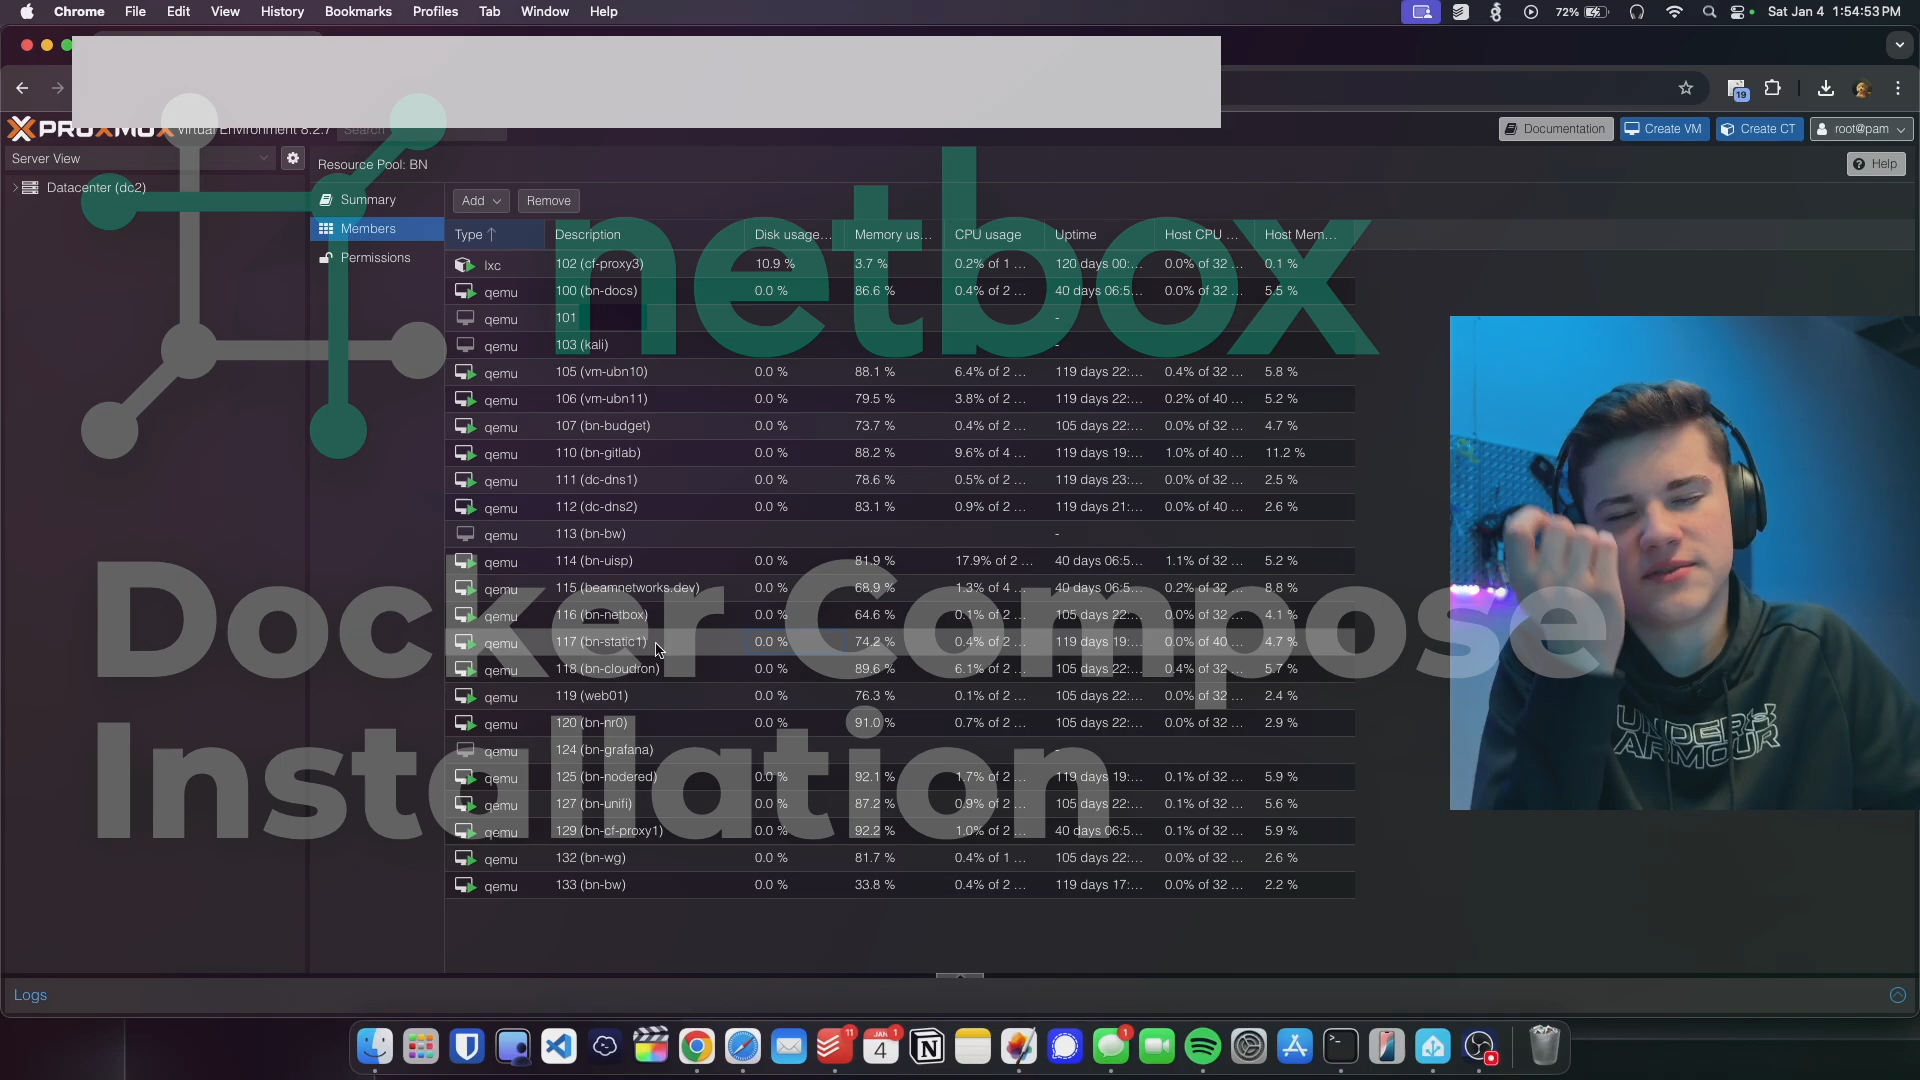 Chrome File Edit View History Bookmarks Profiles Tab Window Help
72% Sat Jan 4 1:54:53 PM
19
PROXMOX Virtual Environment 8.2.7 Search
Documentation Create VM Create CT root@pam
Server View
Resource Pool: BN
Help
Datacenter (dc2)
Summary
Members
Permissions
Add Remove
netbox
Type Description Disk usage... Memory us... CPU usage Uptime Host CPU ... Host Mem...
lxc 102 (cf-proxy3) 10.9 % 3.7 % 0.2% of 1 ... 120 days 00:... 0.0% of 32 ... 0.1 %
qemu 100 (bn-docs) 0.0 % 86.6 % 0.4% of 2 ... 40 days 06:5... 0.0% of 32 ... 5.5 %
qemu 101 -
qemu 103 (kali) -
qemu 105 (vm-ubn10) 0.0 % 88.1 % 6.4% of 2 ... 119 days 22:... 0.4% of 32 ... 5.8 %
qemu 106 (vm-ubn11) 0.0 % 79.5 % 3.8% of 2 ... 119 days 22:... 0.2% of 40 ... 5.2 %
qemu 107 (bn-budget) 0.0 % 73.7 % 0.4% of 2 ... 105 days 22:... 0.0% of 32 ... 4.7 %
qemu 110 (bn-gitlab) 0.0 % 88.2 % 9.6% of 4 ... 119 days 19:... 1.0% of 40 ... 11.2 %
qemu 111 (dc-dns1) 0.0 % 78.6 % 0.5% of 2 ... 119 days 23:... 0.0% of 32 ... 2.5 %
qemu 112 (dc-dns2) 0.0 % 83.1 % 0.9% of 2 ... 119 days 21:... 0.0% of 40 ... 2.6 %
qemu 113 (bn-bw) -
qemu 114 (bn-uisp) 0.0 % 81.9 % 17.9% of 2 ... 40 days 06:5... 1.1% of 32 ... 5.2 %
qemu 115 (beamnetworks.dev) 0.0 % 68.9 % 1.3% of 4 ... 40 days 06:5... 0.2% of 32 ... 8.8 %
qemu 116 (bn-netbox) 0.0 % 64.6 % 0.1% of 2 ... 105 days 22:... 0.0% of 32 ... 4.1 %
qemu 117 (bn-static1) 0.0 % 74.2 % 0.4% of 2 ... 119 days 19:... 0.0% of 40 ... 4.7 %
qemu 118 (bn-cloudron) 0.0 % 89.6 % 6.1% of 2 ... 105 days 22:... 0.4% of 32 ... 5.7 %
qemu 119 (web01) 0.0 % 76.3 % 0.1% of 2 ... 105 days 22:... 0.0% of 32 ... 2.4 %
qemu 120 (bn-nr0) 0.0 % 91.0 % 0.7% of 2 ... 105 days 22:... 0.0% of 32 ... 2.9 %
qemu 124 (bn-grafana) -
qemu 125 (bn-nodered) 0.0 % 92.1 % 1.7% of 2 ... 119 days 19:... 0.1% of 32 ... 5.9 %
qemu 127 (bn-unifi) 0.0 % 87.2 % 0.9% of 2 ... 105 days 22:... 0.1% of 32 ... 5.6 %
qemu 129 (bn-cf-proxy1) 0.0 % 92.2 % 1.0% of 2 ... 40 days 06:5... 0.1% of 32 ... 5.9 %
qemu 132 (bn-wg) 0.0 % 81.7 % 0.4% of 1 ... 105 days 22:... 0.0% of 32 ... 2.6 %
qemu 133 (bn-bw) 0.0 % 33.8 % 0.4% of 2 ... 119 days 17:... 0.0% of 32 ... 2.2 %
Docker Compose
Installation
UNDER
ARMOUR
Logs
11 JAN 4 1 1